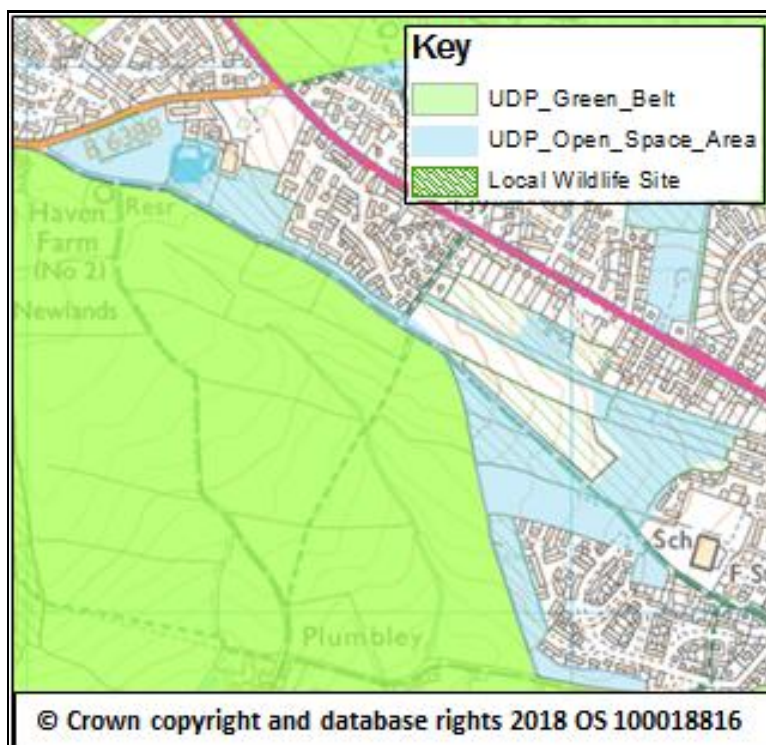 Key
UDP_Green_Belt
UDP_Open_Space_Area
Local Wildlife Site
B 6388
Resr
Haven
Farm
(No 2)
Newlands
Sch
Plumbley
© Crown copyright and database rights 2018 OS 100018816